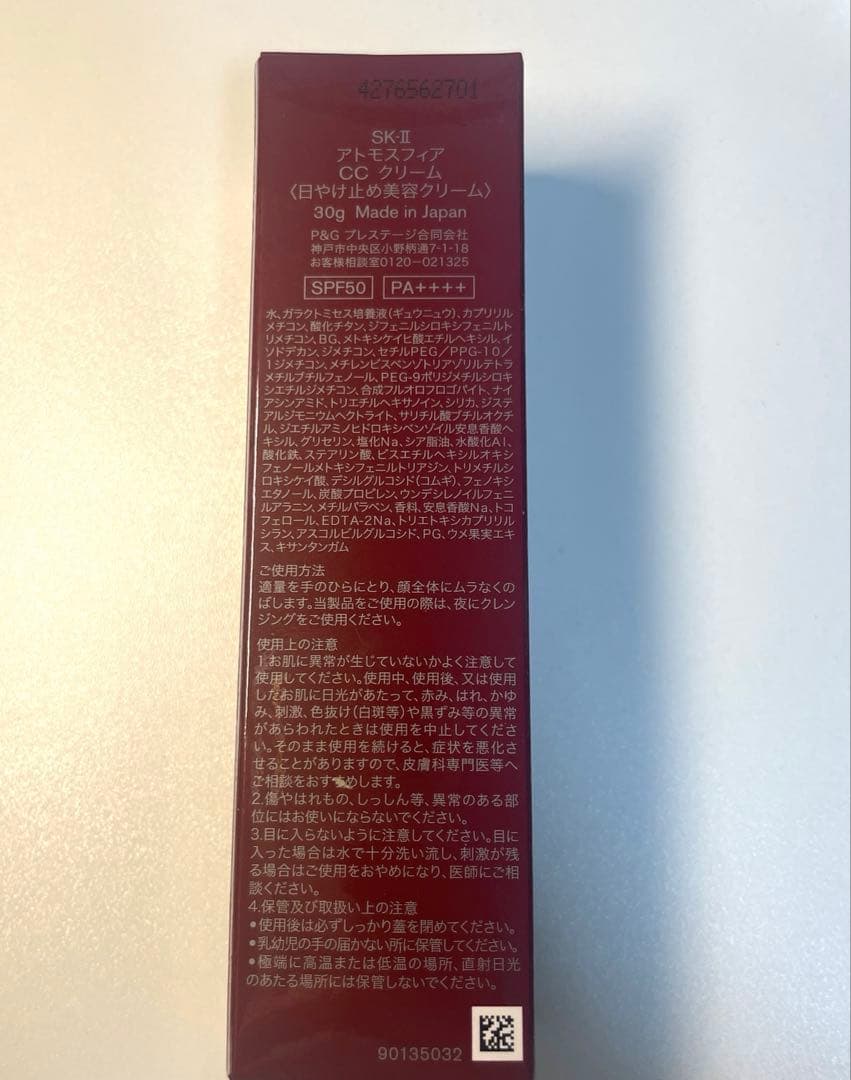 4276562701
SK-II
アトモスフィア
CC クリーム
〈日やけ止め美容クリーム〉
30g Made in Japan
P&G プレステージ合同会社
神戸市中央区小野柄通7-1-18
お客様相談室0120-021325
SPF50 PA++++
水、ガラクトミセス培養液(ギュウニュウ)、カプリリル
メチコン、酸化チタン、ジフェニルシロキシフェニルト
リメチコン、BG、メトキシケイヒ酸エチルヘキシル、イ
ソドデカン、ジメチコン、セチルPEG/PPG-10/
1ジメチコン、メチレンビスベンゾトリアゾリルテトラ
メチルブチルフェノール、PEG-9ポリジメチルシロキ
シエチルジメチコン、合成フルオロフロゴパイト、ナイ
アシンアミド、トリエチルヘキサノイン、シリカ、ジステ
アルジモニウムヘクトライト、サリチル酸ブチルオクチ
ル、ジエチルアミノヒドロキシベンゾイル安息香酸ヘ
キシル、グリセリン、塩化Na、シア脂油、水酸化Al、
酸化鉄、ステアリン酸、ビスエチルヘキシルオキシ
フェノールメトキシフェニルトリアジン、トリメチルシ
ロキシケイ酸、デシルグルコシド(コムギ)、フェノキシ
エタノール、炭酸プロピレン、ウンデシレノイルフェニ
ルアラニン、メチルパラベン、香料、安息香酸Na、トコ
フェロール、EDTA-2Na、トリエトキシカプリリル
シラン、アスコルビルグルコシド、PG、ウメ果実エキ
ス、キサンタンガム
ご使用方法
適量を手のひらにとり、顔全体にムラなくの
ばします。当製品をご使用の際は、夜にクレン
ジングをご使用ください。
使用上の注意
1.お肌に異常が生じていないかよく注意して
使用してください。使用中、使用後、又は使用
したお肌に日光があたって、赤み、はれ、かゆ
み、刺激、色抜け(白斑等)や黒ずみ等の異常
があらわれたときは使用を中止してくださ
い。そのまま使用を続けると、症状を悪化さ
せることがありますので、皮膚科専門医等へ
ご相談をおすすめします。
2.傷やはれもの、しっしん等、異常のある部
位にはお使いにならないでください。
3.目に入らないように注意してください。目に
入った場合は水で十分洗い流し、刺激が残
る場合はご使用をおやめになり、医師にご相
談ください。
4.保管及び取扱い上の注意
●使用後は必ずしっかり蓋を閉めてください。
●乳幼児の手の届かない所に保管してください。
●極端に高温または低温の場所、直射日光
のあたる場所には保管しないでください。
90135032